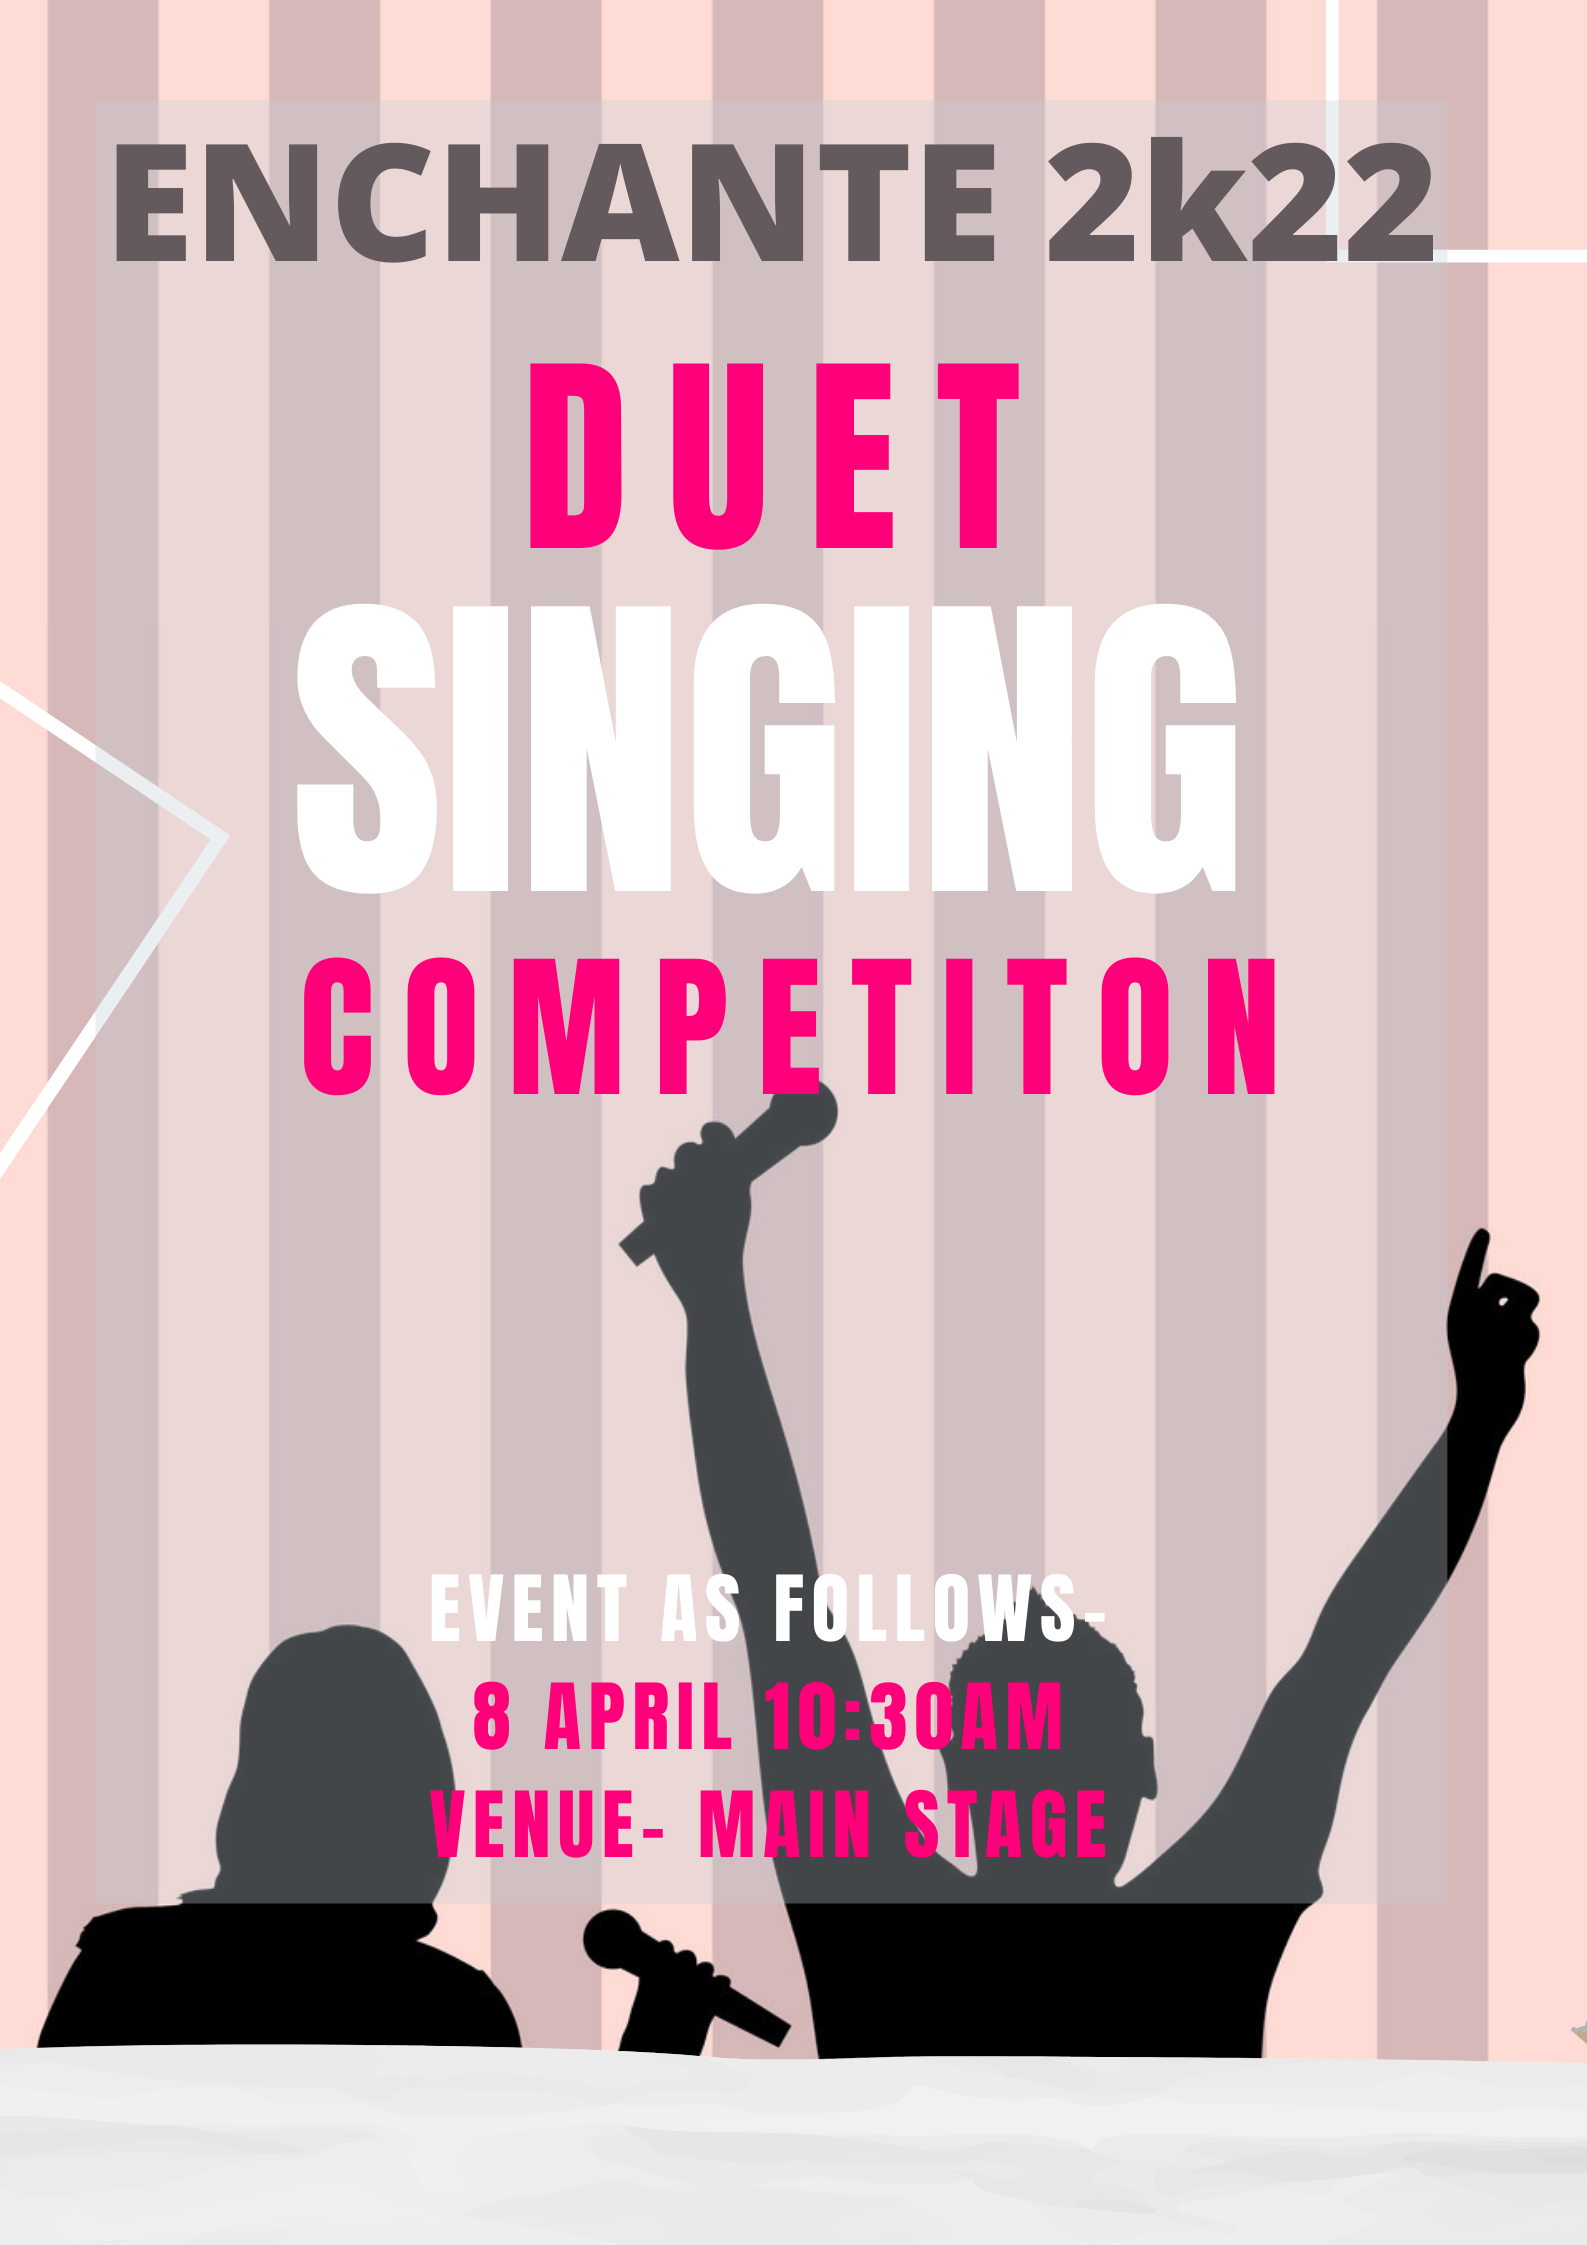 ENCHANTE 2k22
DUET
SINGING
COMPETITON
EVENT AS FOLLOWS-
8 APRIL 10:30AM
VENUE- MAIN STAGE